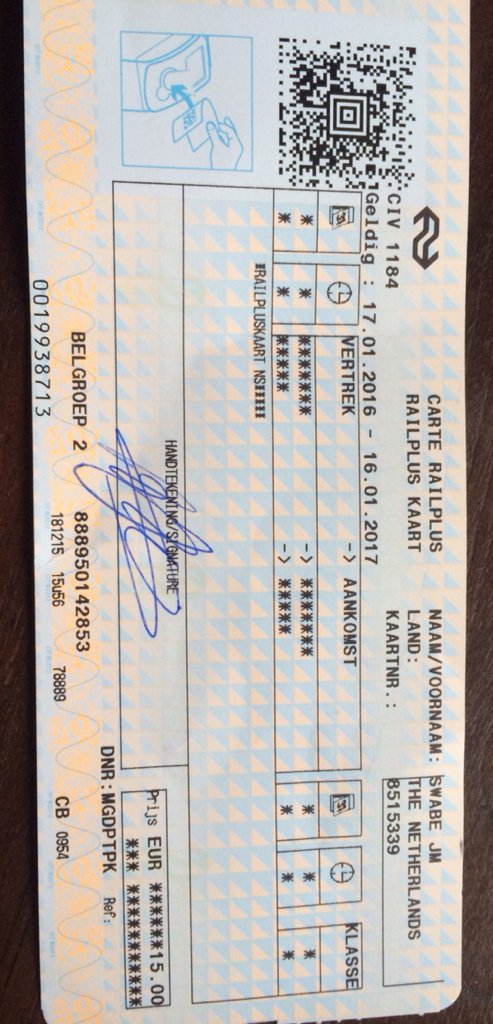 CIV 1184
CARTE RAILPLUS
RAILPLUS KAART
NAAM/VOORNAAM: SWABE JM
LAND: THE NETHERLANDS
KAARTNR.: 8515339
Geldig : 17.01.2016 - 16.01.2017
VERTREK -> AANKOMST KLASSE
* * ******* -> ******* * * *
* * ***** -> ***** * * *
*RAILPLUSKAART NS*****
HANDTEKENING/SIGNATURE
Prijs EUR ******15.00
*** **********
DNR:MGDPTPK Ref:
BELGROEP 2 888950142853
181215 15u56 78889 CB 0954
0019938713